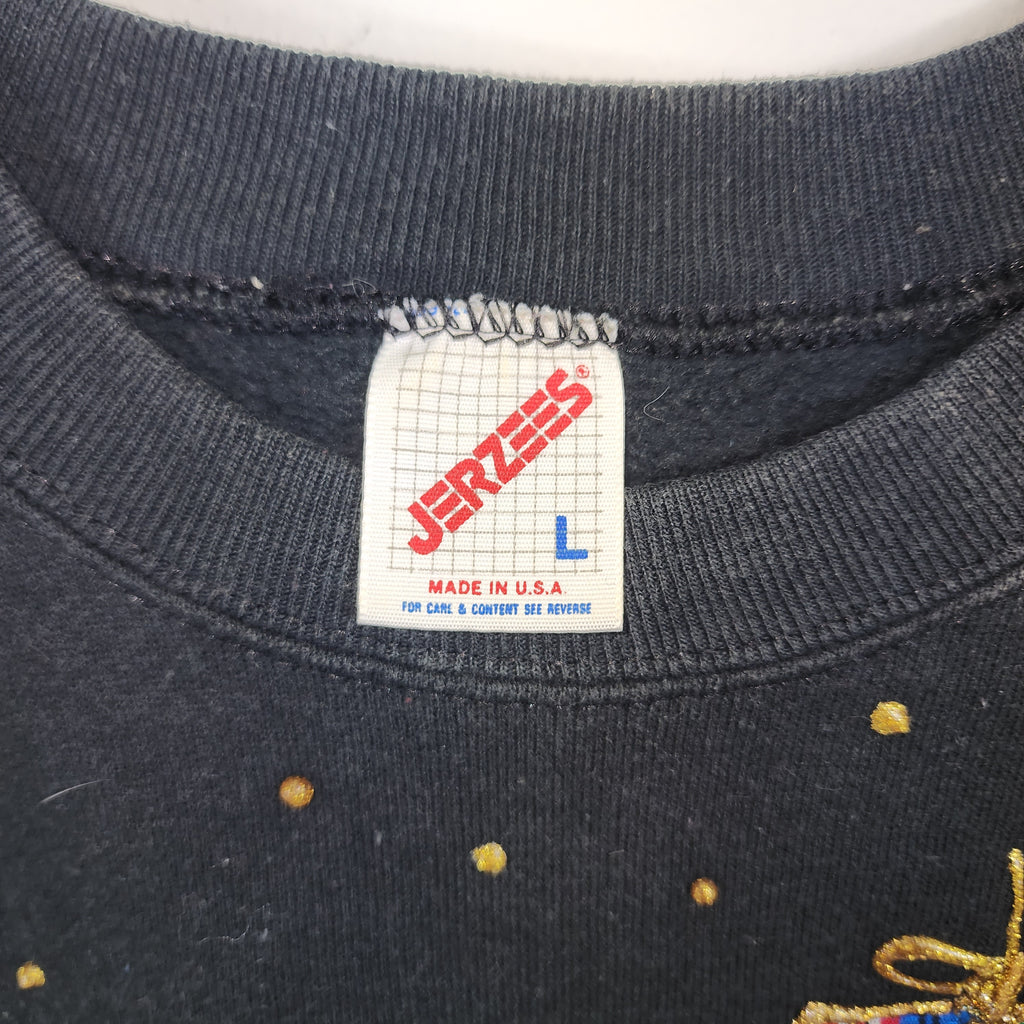 JERZEES®
L
MADE IN U.S.A.
FOR CARE & CONTENT SEE REVERSE